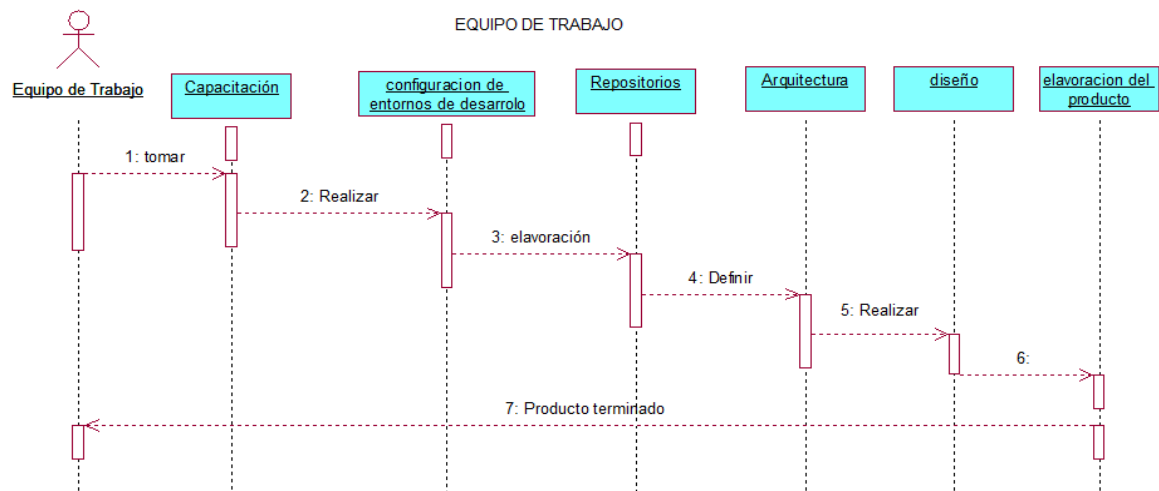 EQUIPO DE TRABAJO
Equipo de Trabajo
Capacitación
configuracion de
entornos de desarrolo
Repositorios
Arquitectura
diseño
elavoracion del
producto
1: tomar
2: Realizar
3: elavoración
4: Definir
5: Realizar
6:
7: Producto terminado